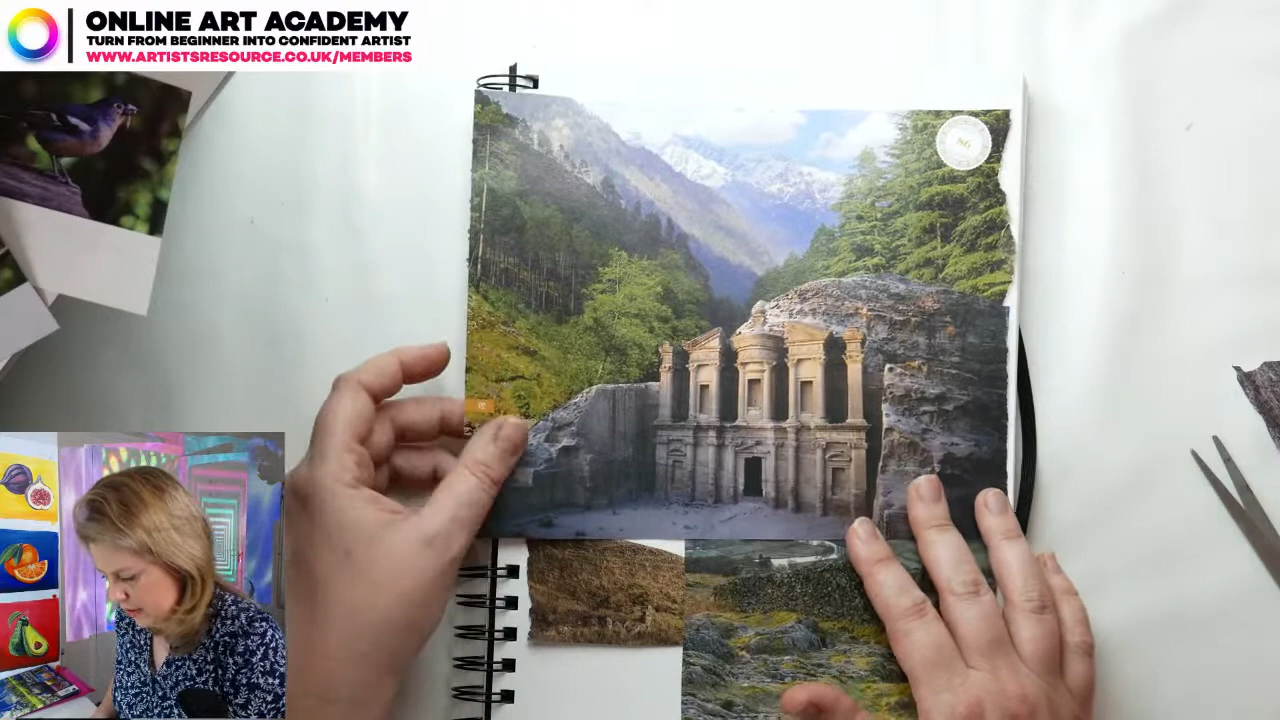 ONLINE ART ACADEMY
TURN FROM BEGINNER INTO CONFIDENT ARTIST
WWW.ARTISTSRESOURCE.CO.UK/MEMBERS